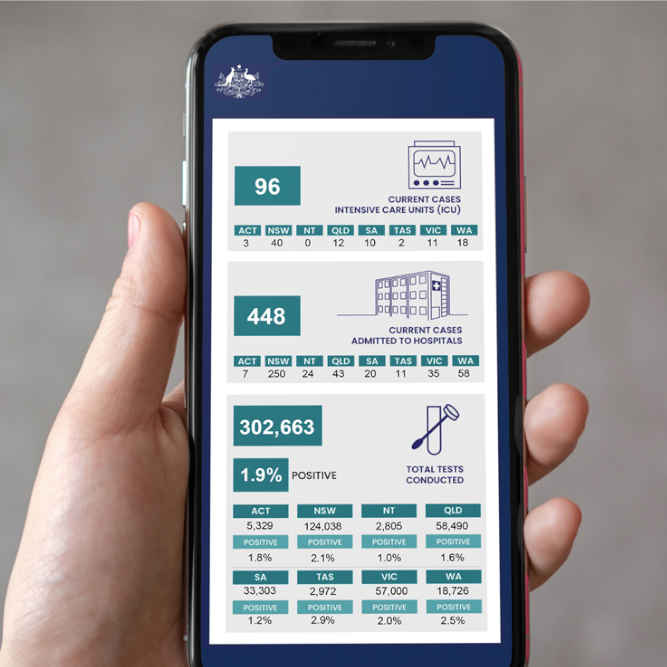 96
CURRENT CASES
INTENSIVE CARE UNITS (ICU)
ACT NSW NT QLD SA TAS VIC WA
3 40 0 12 10 2 11 18
448
CURRENT CASES
ADMITTED TO HOSPITALS
ACT NSW NT QLD SA TAS VIC WA
7 250 24 43 20 11 35 58
302,663
1.9% POSITIVE
TOTAL TESTS
CONDUCTED
ACT NSW NT QLD
5,329 124,038 2,805 58,490
POSITIVE POSITIVE POSITIVE POSITIVE
1.8% 2.1% 1.0% 1.6%
SA TAS VIC WA
33,303 2,972 57,000 18,726
POSITIVE POSITIVE POSITIVE POSITIVE
1.2% 2.9% 2.0% 2.5%